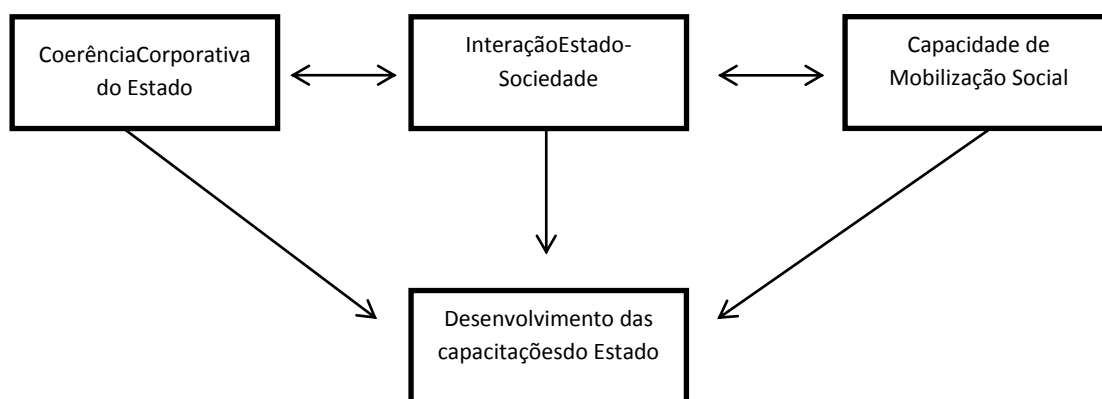 CoerênciaCorporativa
do Estado
InteraçãoEstado-
Sociedade
Capacidade de
Mobilização Social
Desenvolvimento das
capacitaçõesdo Estado